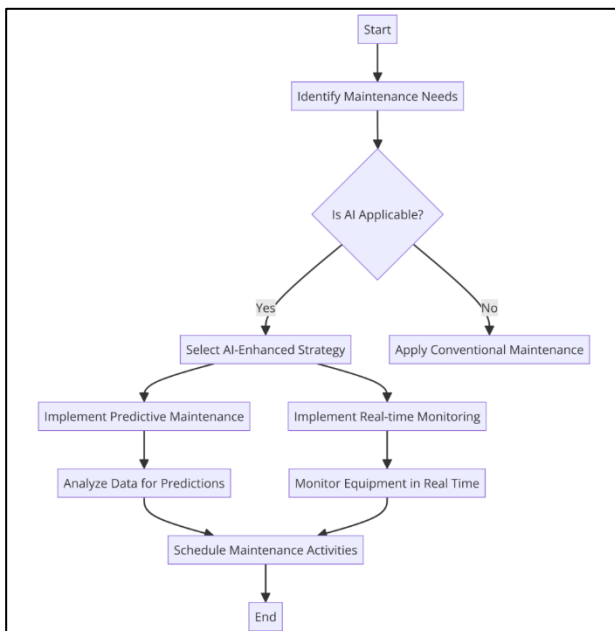 Start
Identify Maintenance Needs
Is AI Applicable?
Yes
No
Select AI-Enhanced Strategy
Apply Conventional Maintenance
Implement Predictive Maintenance
Implement Real-time Monitoring
Analyze Data for Predictions
Monitor Equipment in Real Time
Schedule Maintenance Activities
End